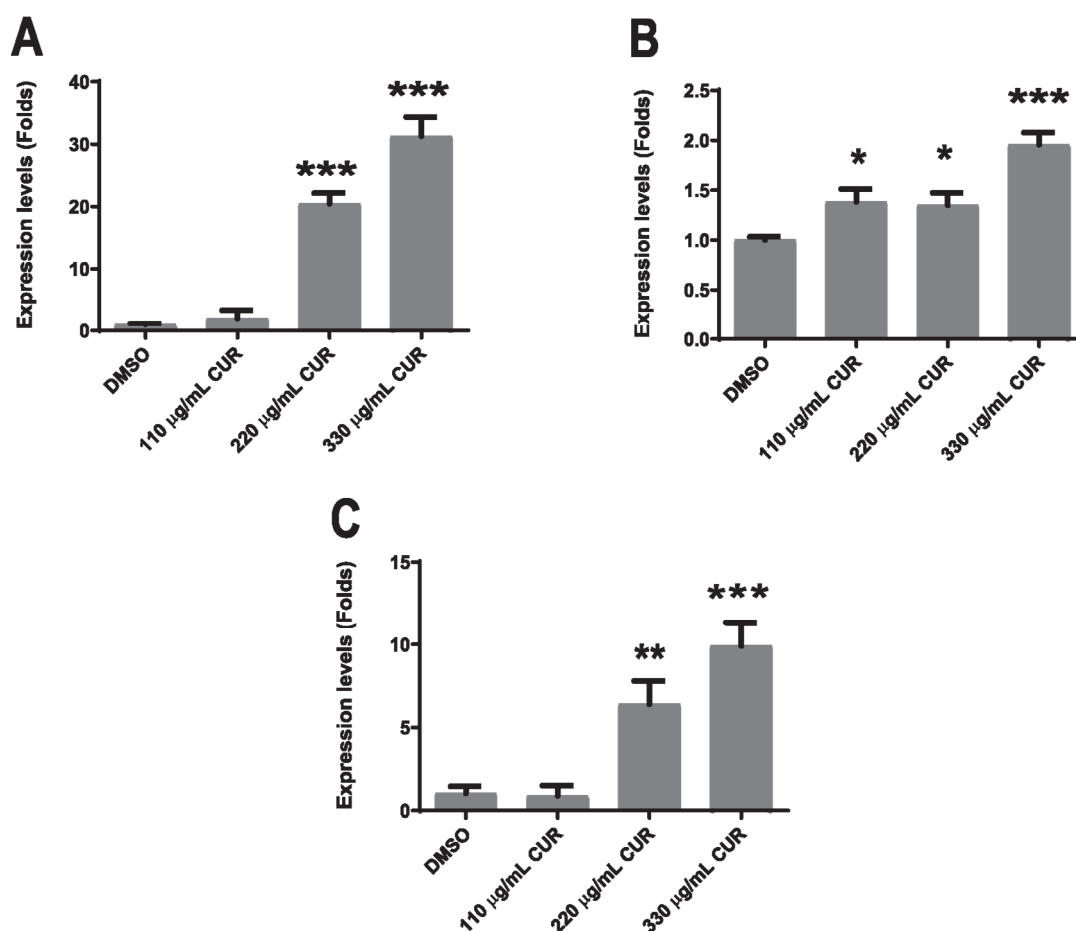 A
Expression levels (Folds)
40
30
20
10
0
***
***
DMSO
110 µg/mL CUR
220 µg/mL CUR
330 µg/mL CUR
B
Expression levels (Folds)
2.5
2.0
1.5
1.0
0.5
0.0
*
*
***
DMSO
110 µg/mL CUR
220 µg/mL CUR
330 µg/mL CUR
C
Expression levels (Folds)
15
10
5
0
**
***
DMSO
110 µg/mL CUR
220 µg/mL CUR
330 µg/mL CUR